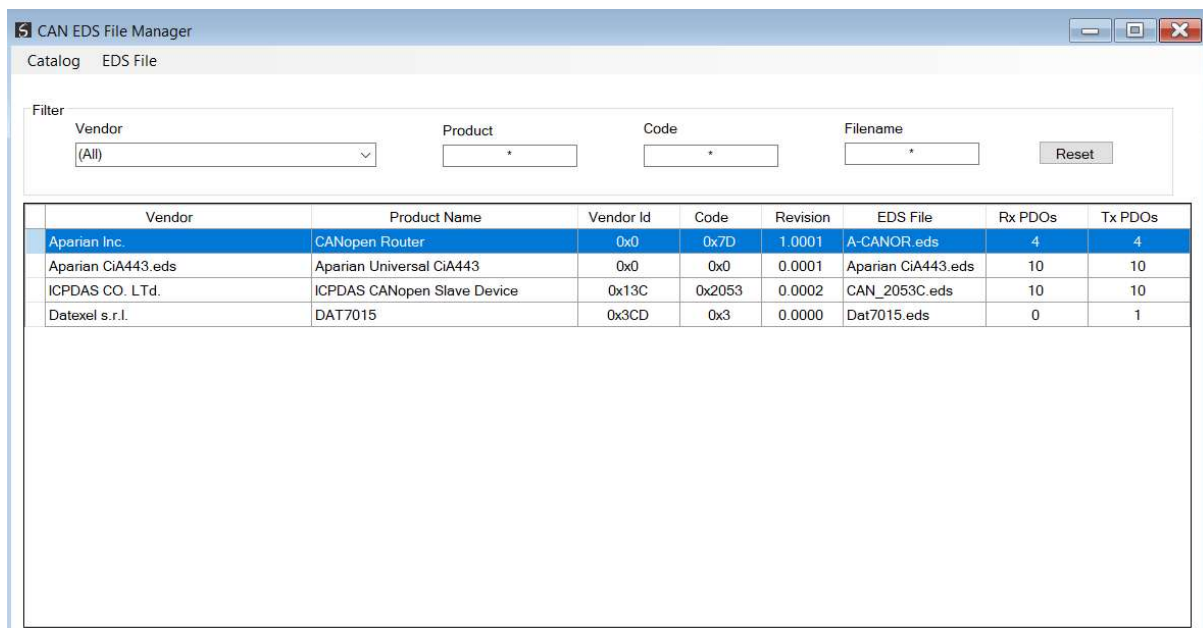 CAN EDS File Manager
Catalog EDS File
Filter
Vendor Product Code Filename
(All) * * * Reset
Vendor Product Name Vendor Id Code Revision EDS File Rx PDOs Tx PDOs
Aparian Inc. CANopen Router 0x0 0x7D 1.0001 A-CANOR.eds 4 4
Aparian CiA443.eds Aparian Universal CiA443 0x0 0x0 0.0001 Aparian CiA443.eds 10 10
ICPDAS CO. LTd. ICPDAS CANopen Slave Device 0x13C 0x2053 0.0002 CAN_2053C.eds 10 10
Datexel s.r.l. DAT7015 0x3CD 0x3 0.0000 Dat7015.eds 0 1